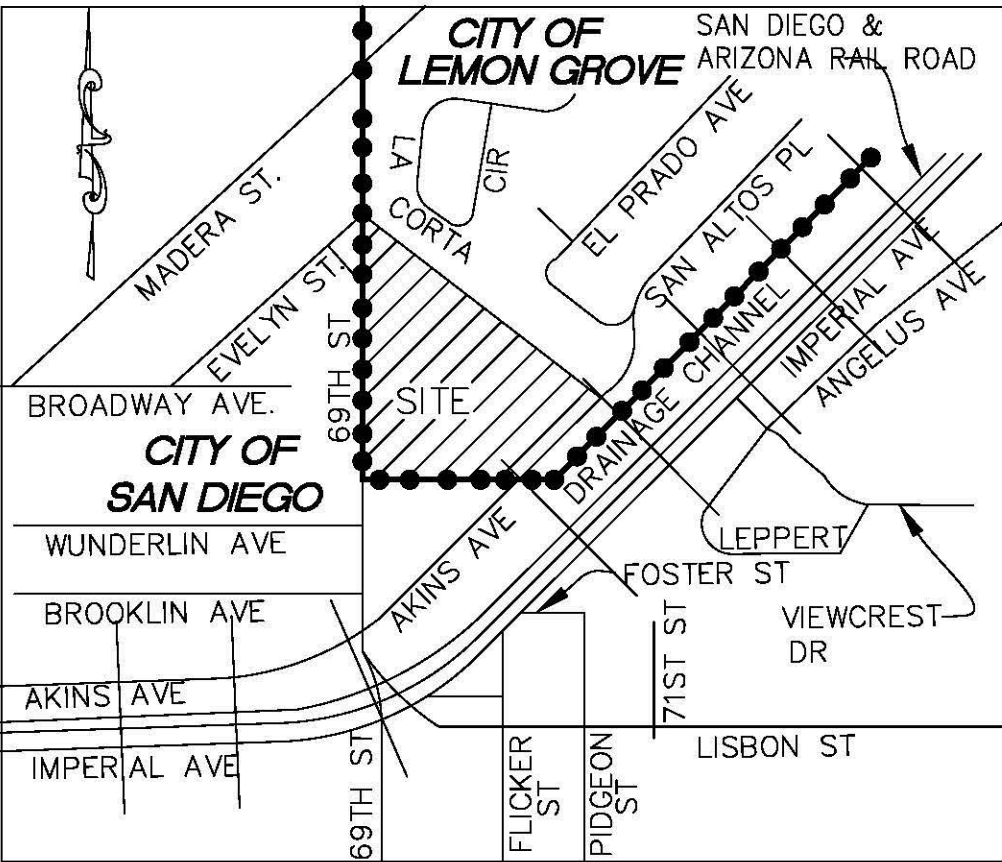 CITY OF
LEMON GROVE
SAN DIEGO &
ARIZONA RAIL ROAD
MADERA ST.
LA
CORTA
CIR
EL PRADO AVE
SAN ALTOS PL
EVELYN ST.
69TH ST
SITE
DRAINAGE CHANNEL
IMPERIAL AVE
ANGELUS AVE
BROADWAY AVE.
CITY OF
SAN DIEGO
WUNDERLIN AVE
BROOKLIN AVE
AKINS AVE
LEPPERT
FOSTER ST
VIEWCREST
DR
71ST ST
AKINS AVE
IMPERIAL AVE
69TH ST
FLICKER
ST
PIDGEON
ST
LISBON ST